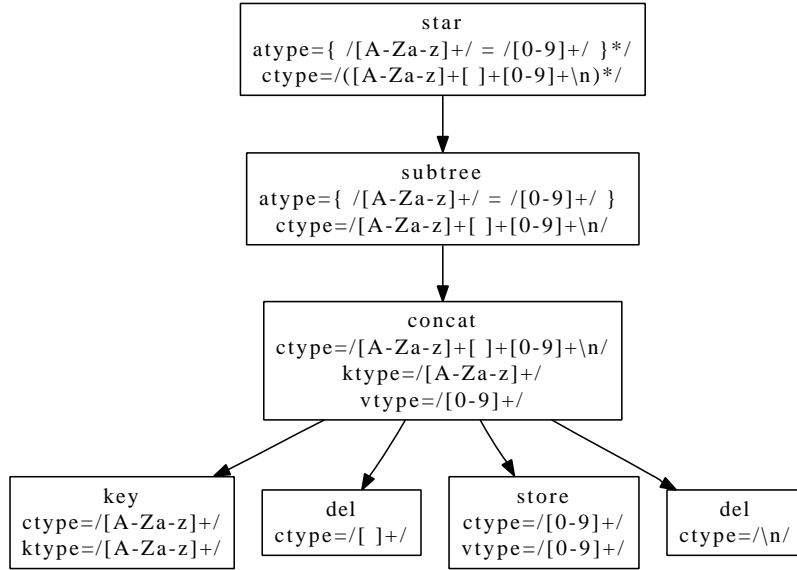 star
atype={ /[A-Za-z]+/ = /[0-9]+/ }*/
ctype=/([A-Za-z]+[ ]+[0-9]+\n)*/
subtree
atype={ /[A-Za-z]+/ = /[0-9]+/ }
ctype=/[A-Za-z]+[ ]+[0-9]+\n/
concat
ctype=/[A-Za-z]+[ ]+[0-9]+\n/
ktype=/[A-Za-z]+/
vtype=/[0-9]+/
key
ctype=/[A-Za-z]+/
ktype=/[A-Za-z]+/
del
ctype=/[ ]+/
store
ctype=/[0-9]+/
vtype=/[0-9]+/
del
ctype=/\n/